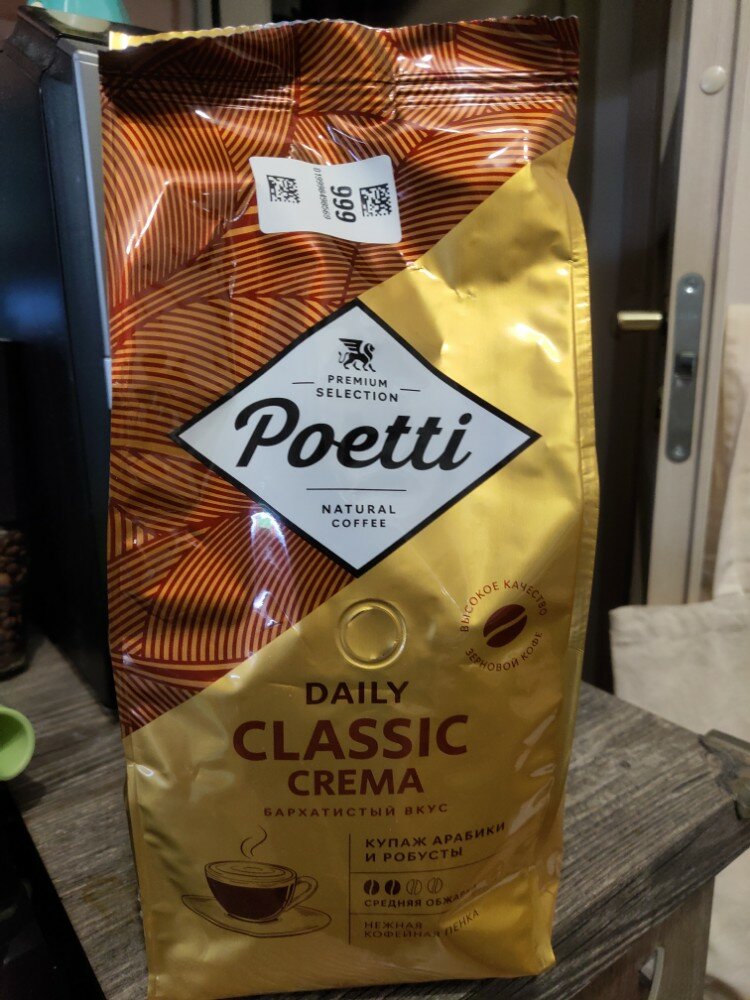 999
PREMIUM
SELECTION
Poetti
NATURAL
COFFEE
ВЫСОКОЕ КАЧЕСТВО
ЗЕРНОВОЙ КОФЕ
DAILY
CLASSIC
CREMA
БАРХАТИСТЫЙ ВКУС
КУПАЖ АРАБИКИ
И РОБУСТЫ
СРЕДНЯЯ
НЕЖНАЯ
КОФЕЙНАЯ ПЕНКА